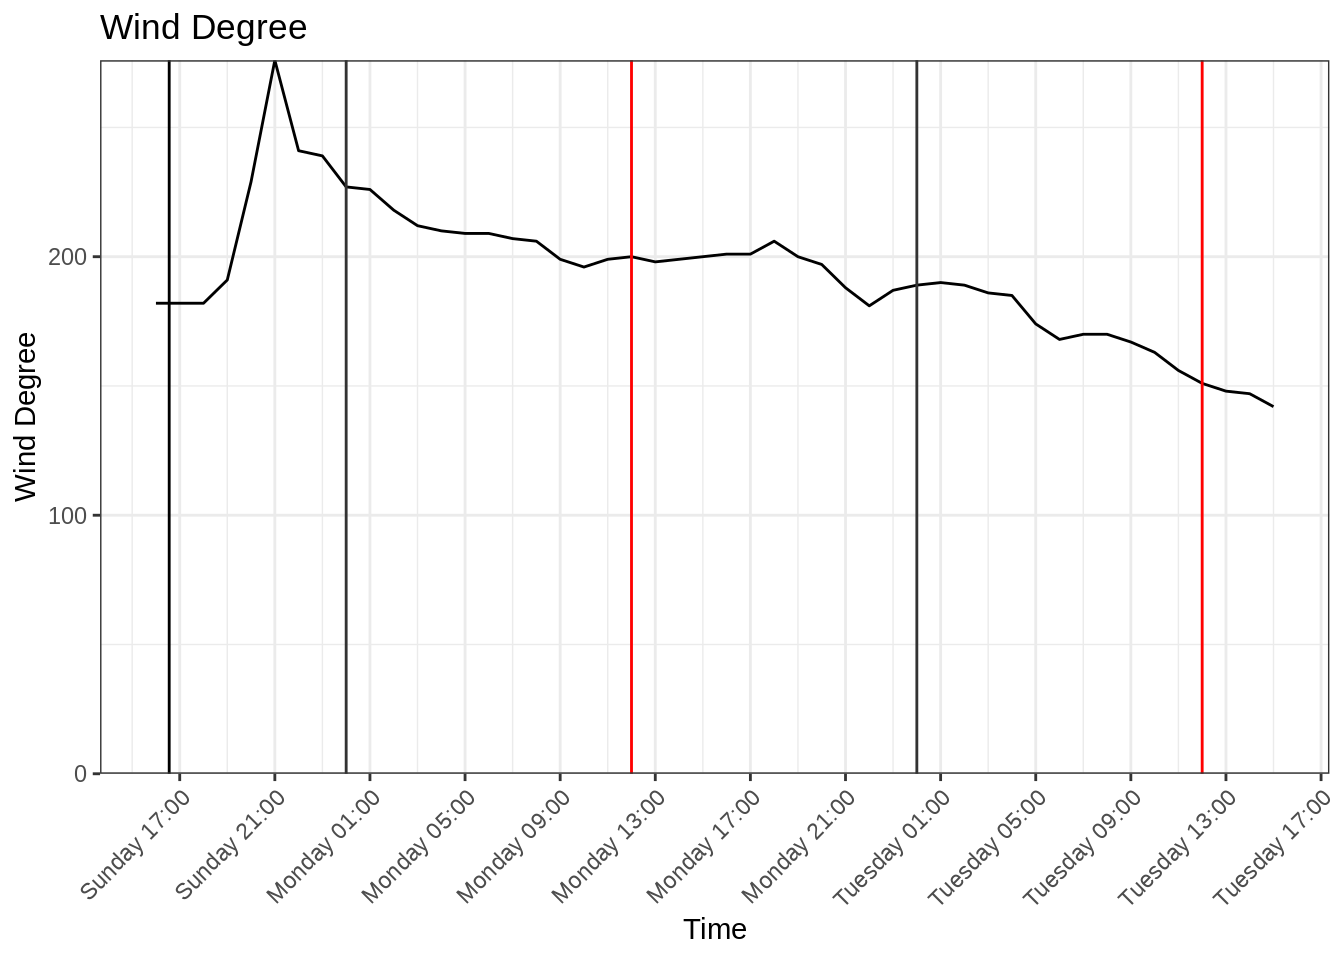 Wind Degree
Wind Degree
200
100
0
Sunday 17:00
Sunday 21:00
Monday 01:00
Monday 05:00
Monday 09:00
Monday 13:00
Monday 17:00
Monday 21:00
Tuesday 01:00
Tuesday 05:00
Tuesday 09:00
Tuesday 13:00
Tuesday 17:00
Time